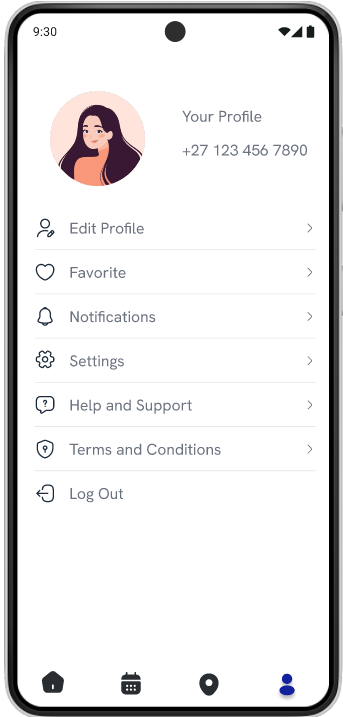 9:30
Your Profile
+27 123 456 7890
Edit Profile
Favorite
Notifications
Settings
Help and Support
Terms and Conditions
Log Out